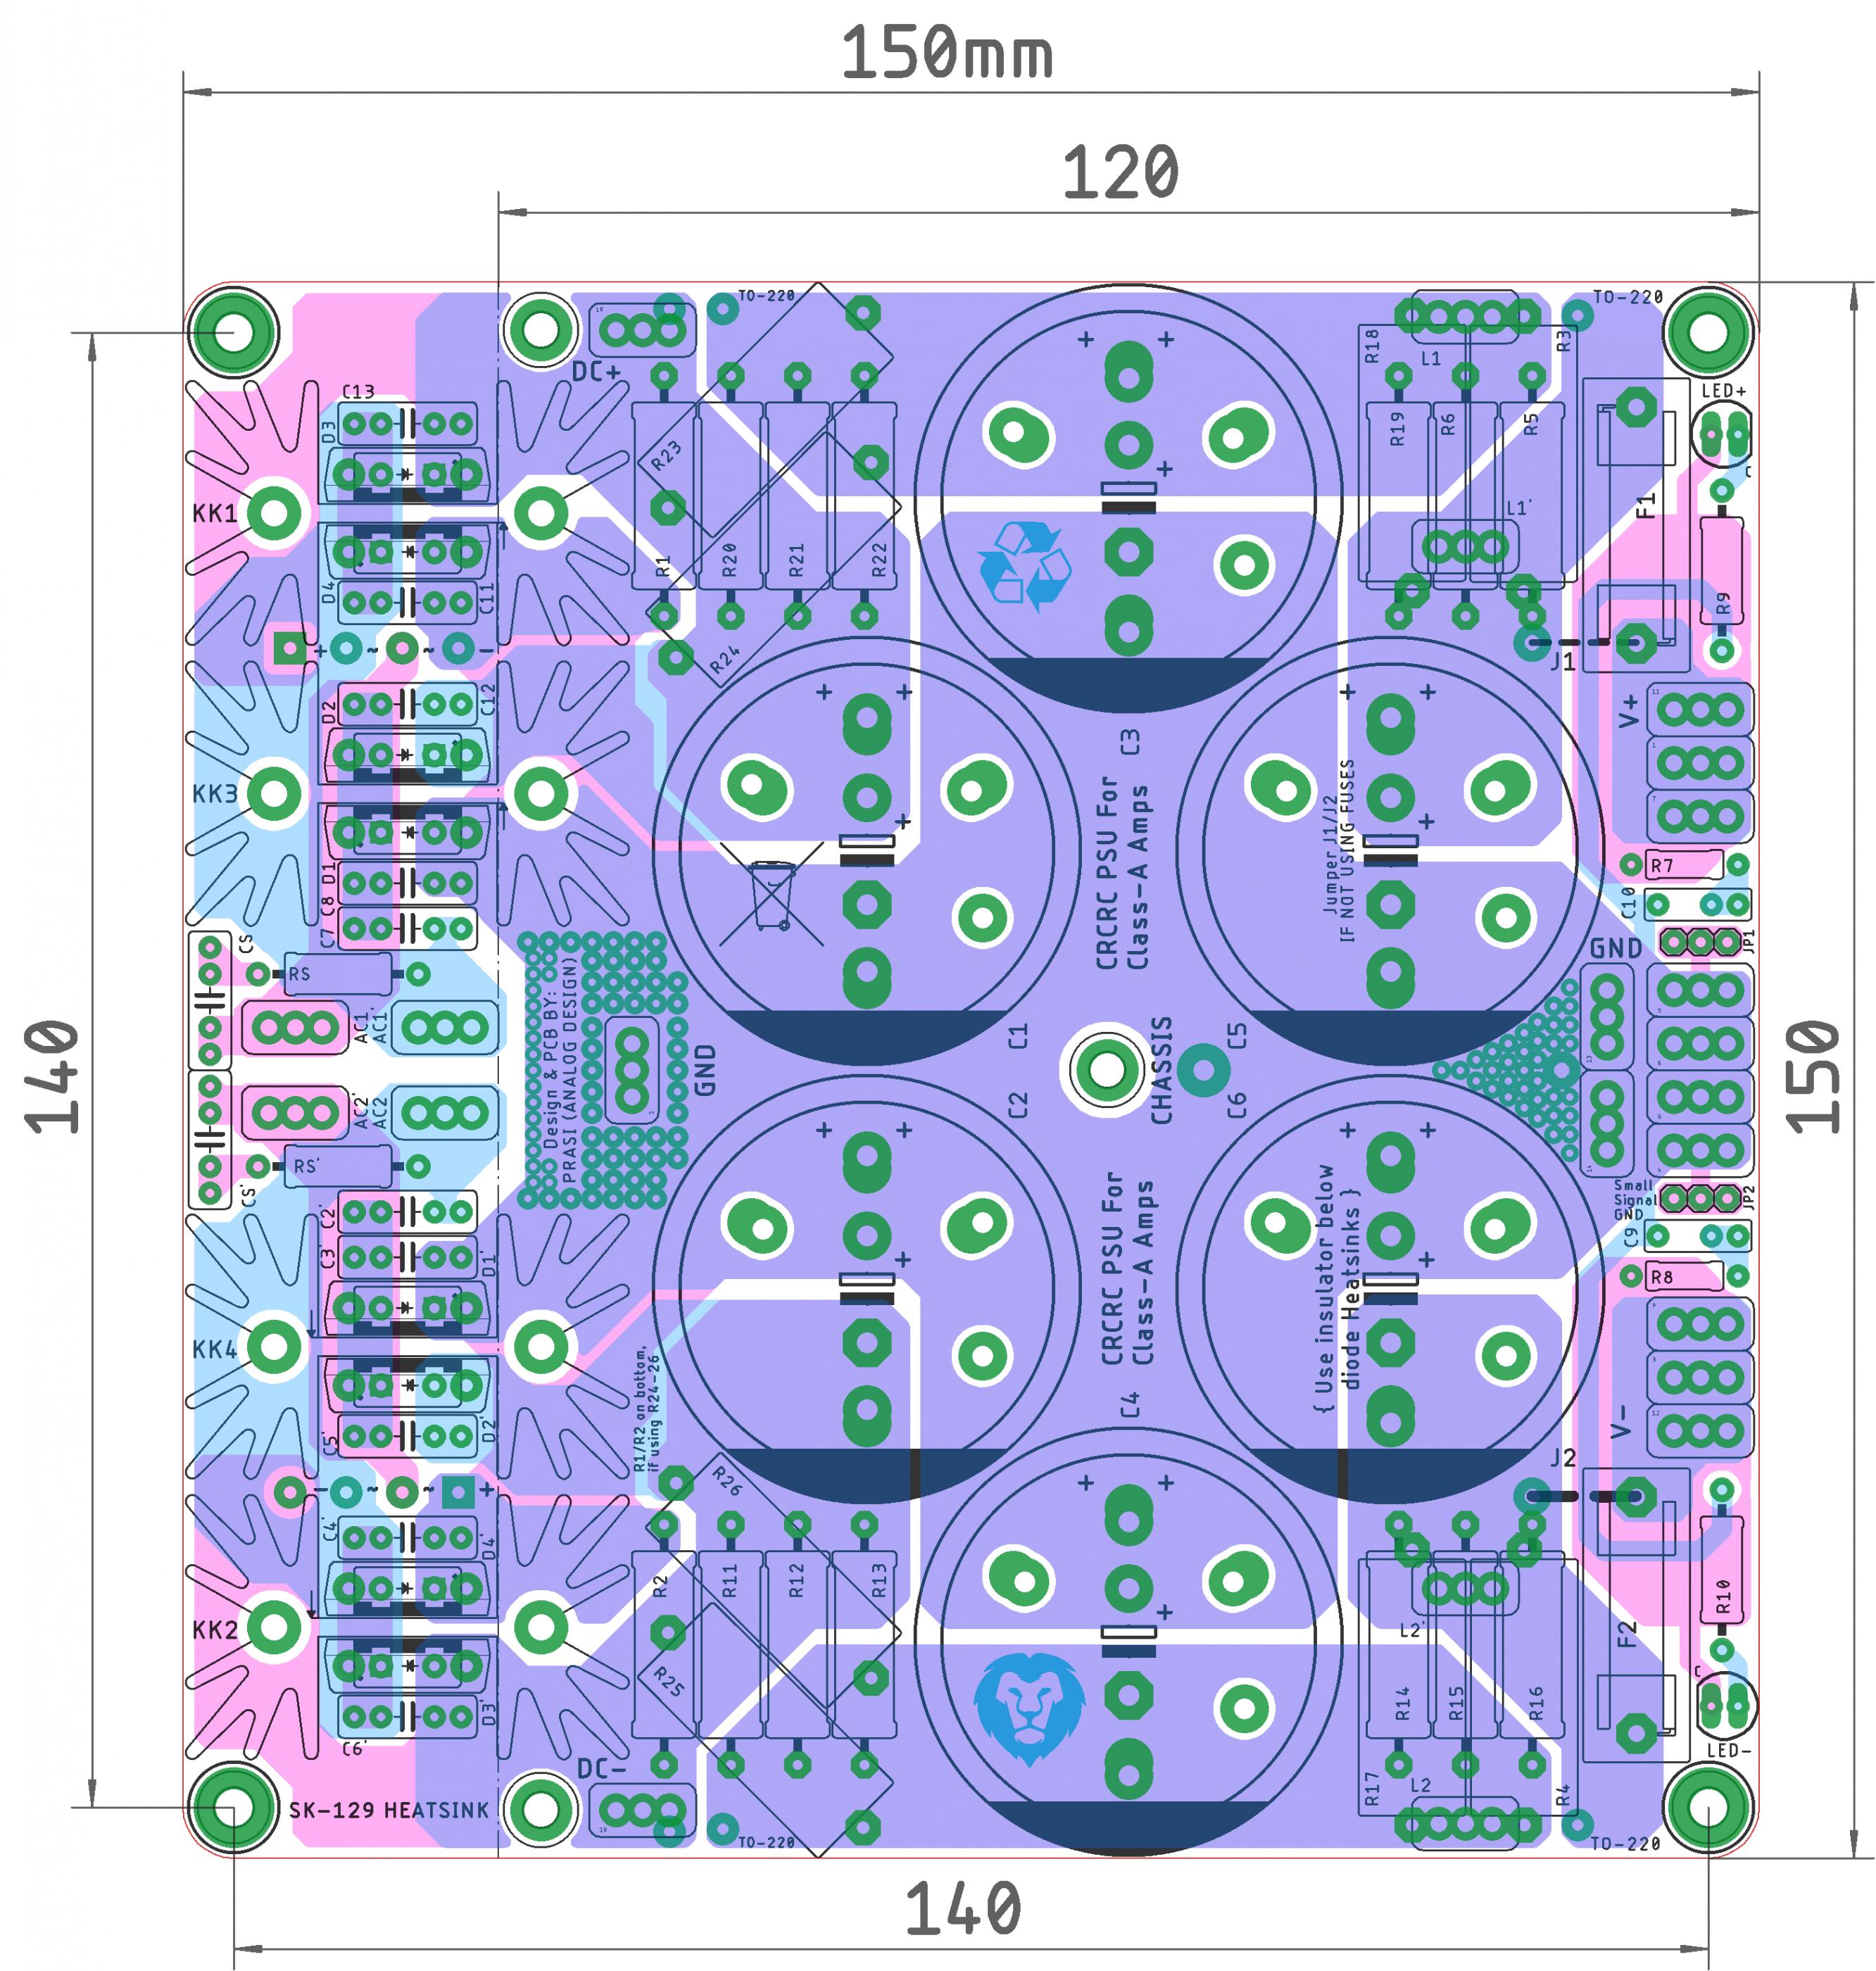 150mm
120
TO-220
TO-220
DC+
R18
L1
R3
LED+
C13
D3
R23
R19
R6
R5
C
KK1
L1'
F1
R1
R20
R21
R22
D4
C11
R9
+
~
~
-
R24
J1
D2
C12
V+
KK3
C3
CRCRC PSU For
Class-A Amps
Jumper J1/J2
IF NOT USING FUSES
D1
C8
C7
R7
C10
JP1
CS
RS
GND
Design & PCB BY:
PRASI (ANALOG DESIGN)
AC1'
AC1'
GND
C1
C5
CHASSIS
140
150
AC2'
AC2
C2
C6
RS'
CS'
C2'
C3'
D1'
CRCRC PSU For
Class-A Amps
{ Use insulator below
diode Heatsinks }
Small
Signal
GND
JP2
C9
R8
KK4
R1/R2 on bottom,
if using R24-26
C4
C5'
D2'
V-
J2
-
~
~
+
R26
C4'
D4'
R2
R11
R12
R13
R10
KK2
L2'
F2
R25
R14
R15
R16
C
D3'
C6'
LED-
DC-
R17
L2
R4
SK-129 HEATSINK
TO-220
TO-220
140